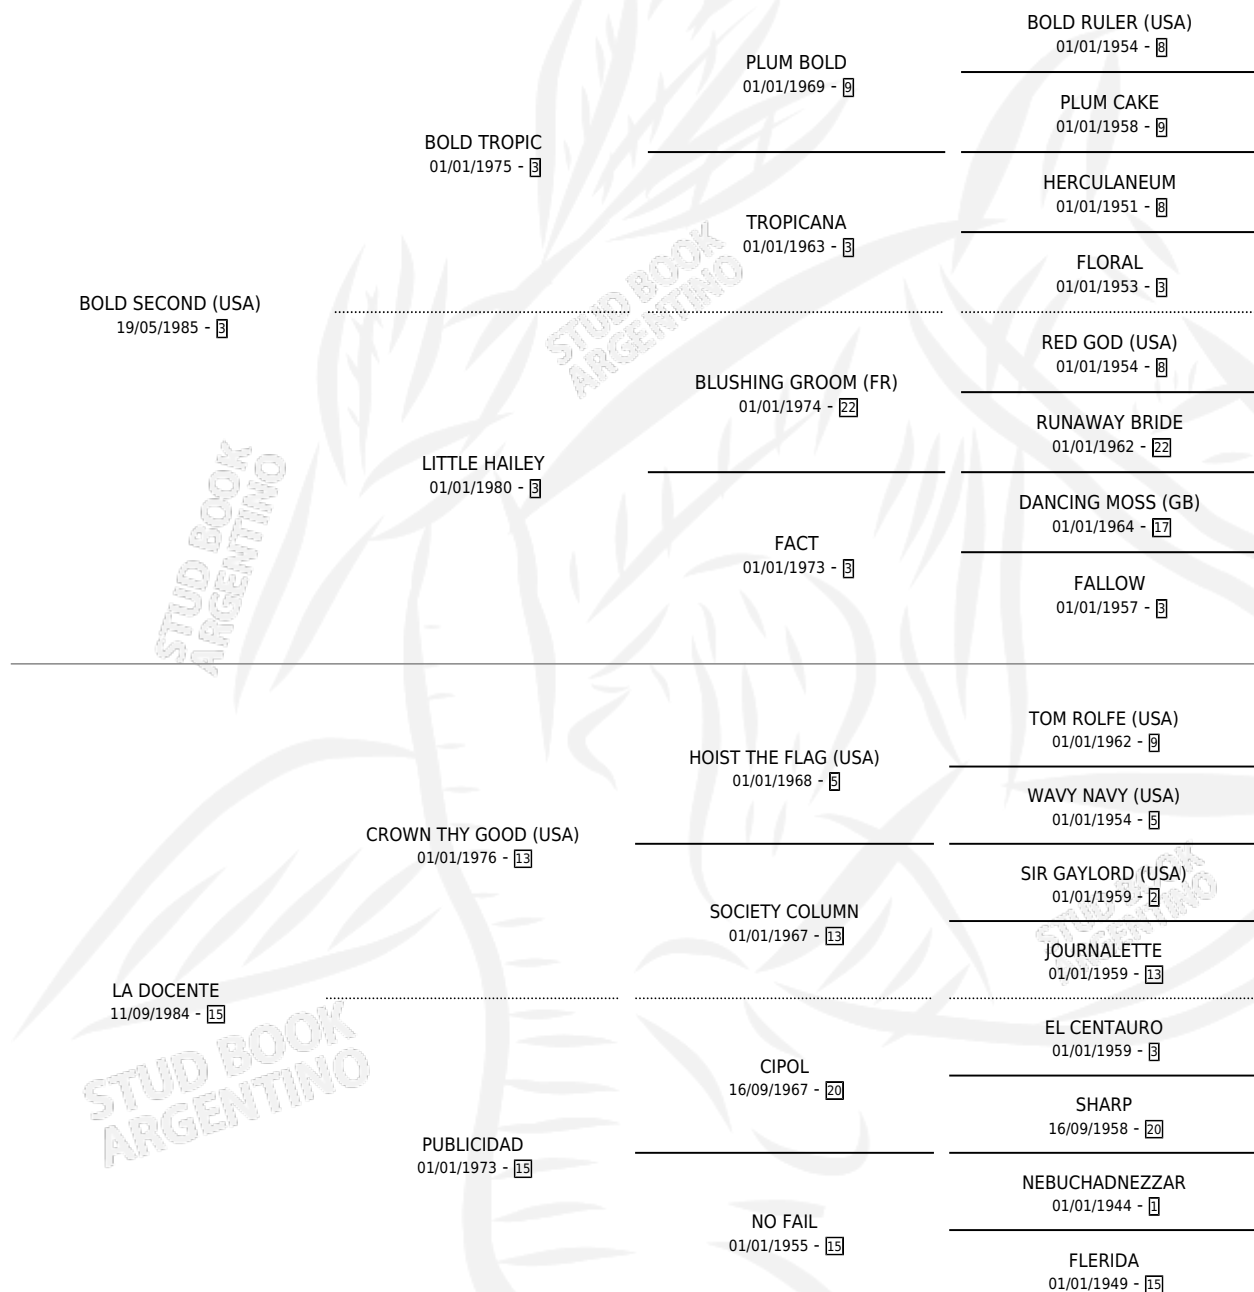 BOLD RULER (USA)
01/01/1954 - 8
PLUM BOLD
01/01/1969 - 9
PLUM CAKE
01/01/1958 - 9
BOLD TROPIC
01/01/1975 - 3
HERCULANEUM
01/01/1951 - 8
TROPICANA
01/01/1963 - 3
FLORAL
01/01/1953 - 3
BOLD SECOND (USA)
19/05/1985 - 3
STUD BOOK
ARGENTINO
RED GOD (USA)
01/01/1954 - 8
BLUSHING GROOM (FR)
01/01/1974 - 22
RUNAWAY BRIDE
01/01/1962 - 22
LITTLE HAILEY
01/01/1980 - 3
DANCING MOSS (GB)
01/01/1964 - 17
FACT
01/01/1973 - 3
FALLOW
01/01/1957 - 3
STUD BOOK
ARGENTINO
TOM ROLFE (USA)
01/01/1962 - 9
HOIST THE FLAG (USA)
01/01/1968 - 5
WAVY NAVY (USA)
01/01/1954 - 5
CROWN THY GOOD (USA)
01/01/1976 - 13
SIR GAYLORD (USA)
01/01/1959 - 2
SOCIETY COLUMN
01/01/1967 - 13
JOURNALETTE
01/01/1959 - 13
STUD BOOK
ARGENTINO
LA DOCENTE
11/09/1984 - 15
EL CENTAURO
01/01/1959 - 3
CIPOL
16/09/1967 - 20
SHARP
16/09/1958 - 20
STUD BOOK
ARGENTINO
PUBLICIDAD
01/01/1973 - 15
NEBUCHADNEZZAR
01/01/1944 - 1
NO FAIL
01/01/1955 - 15
FLERIDA
01/01/1949 - 15